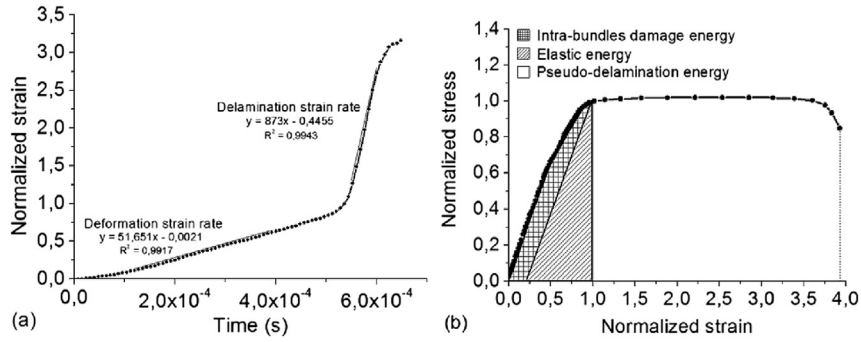 3,5
3,0
2,5
2,0
1,5
1,0
0,5
0,0
Normalized strain
Delamination strain rate
y = 873x - 0,4455
R² = 0,9943
Deformation strain rate
y = 51,651x - 0,0021
R² = 0,9917
0,0 2,0x10⁻⁴ 4,0x10⁻⁴ 6,0x10⁻⁴
Time (s)
(a)
1,4
1,2
1,0
0,8
0,6
0,4
0,2
0,0
Normalized stress
Intra-bundles damage energy
Elastic energy
Pseudo-delamination energy
0,0 0,5 1,0 1,5 2,0 2,5 3,0 3,5 4,0
Normalized strain
(b)